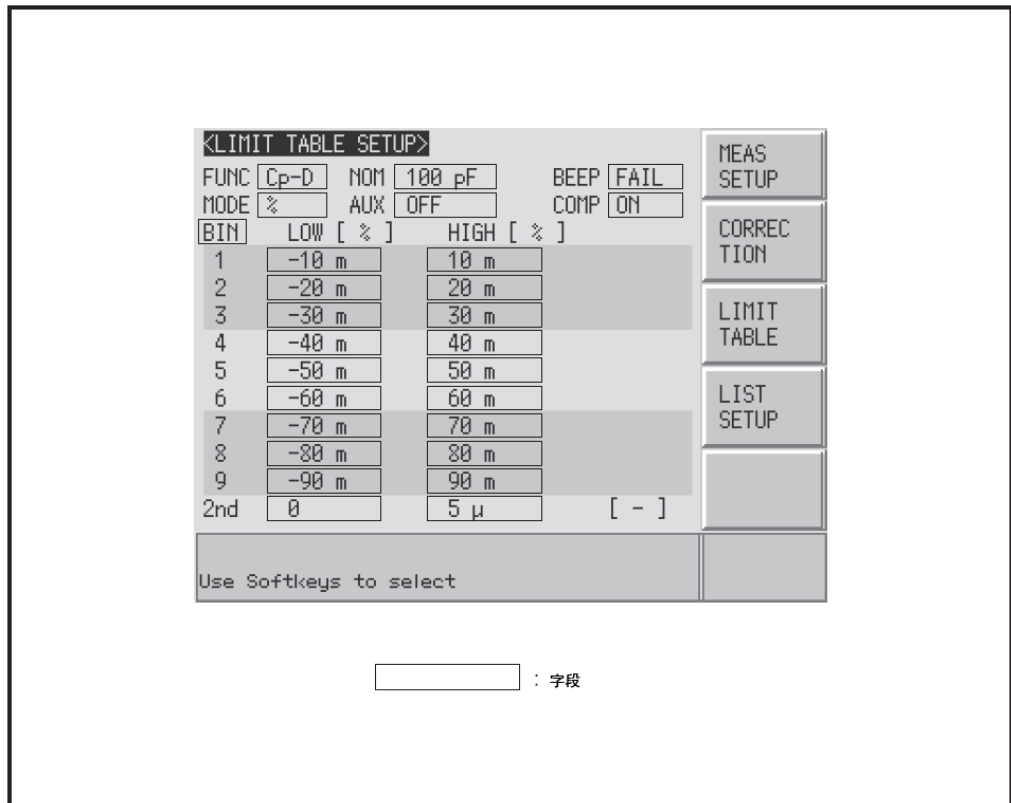 <LIMIT TABLE SETUP>
FUNC Cp-D NOM 100 pF BEEP FAIL
MODE % AUX OFF COMP ON
BIN LOW [ % ] HIGH [ % ]
1 -10 m 10 m
2 -20 m 20 m
3 -30 m 30 m
4 -40 m 40 m
5 -50 m 50 m
6 -60 m 60 m
7 -70 m 70 m
8 -80 m 80 m
9 -90 m 90 m
2nd 0 5 µ [ - ]
Use Softkeys to select
MEAS
SETUP
CORREC
TION
LIMIT
TABLE
LIST
SETUP
: 字段